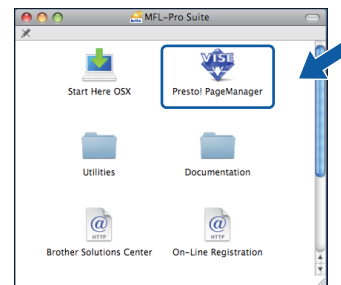 MFL-Pro Suite
Start Here OSX
VISE
Presto! PageManager
Utilities
Documentation
@
HTTP
@
HTTP
Brother Solutions Center
On-Line Registration